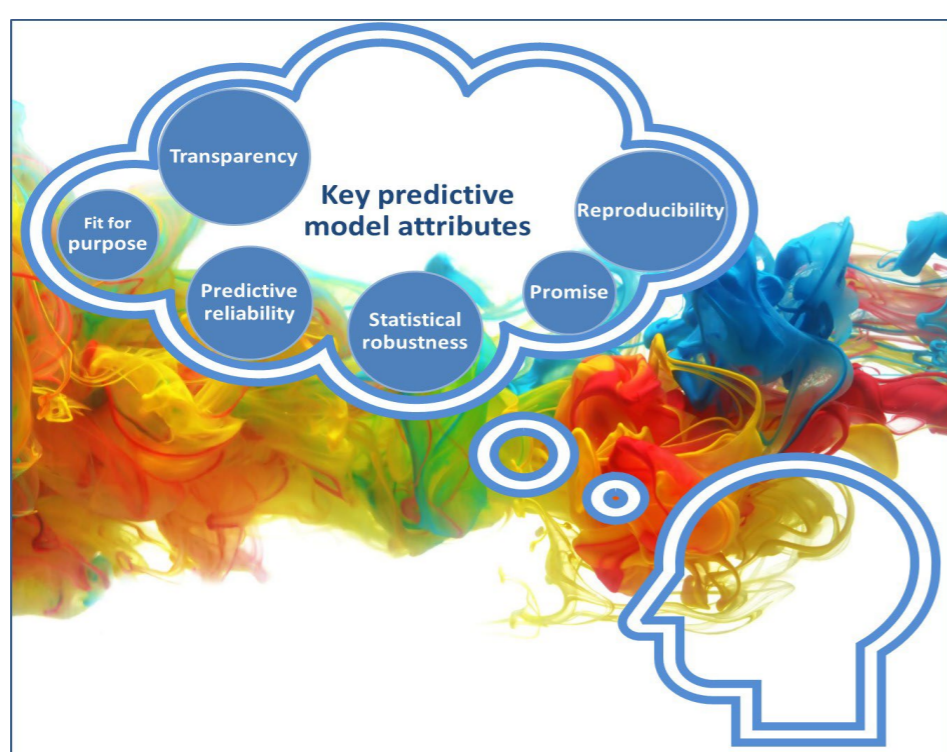 Key predictive
model attributes
Transparency
Fit for
purpose
Predictive
reliability
Statistical
robustness
Promise
Reproducibility